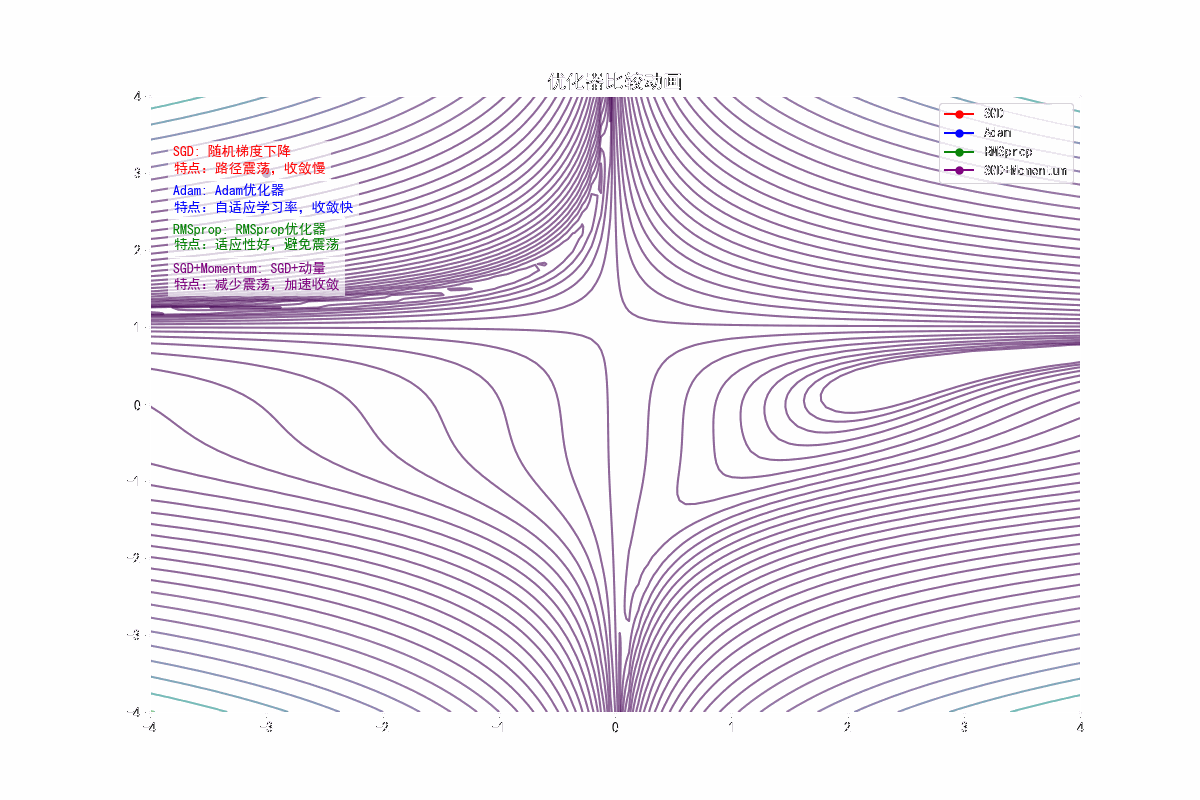 优化器比较动画
SGD: 随机梯度下降
特点: 路径震荡, 收敛慢
Adam: Adam优化器
特点: 自适应学习率, 收敛快
RMSprop: RMSprop优化器
特点: 适应性好, 避免震荡
SGD+Momentum: SGD+动量
特点: 减少震荡, 加速收敛
SGD
Adam
RMSprop
SGD+Momentum
4
3
2
1
0
-1
-2
-3
-4
-4 -3 -2 -1 0 1 2 3 4